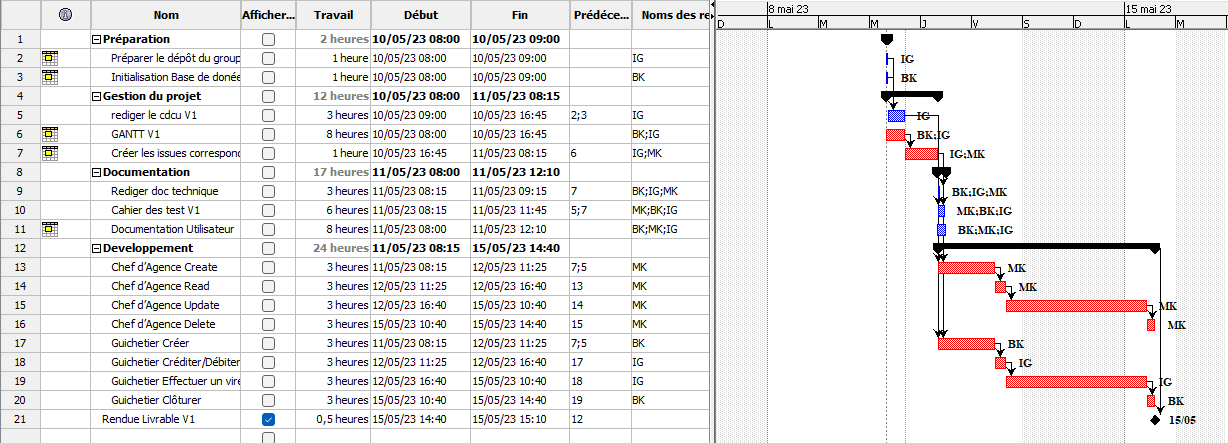 Nom Afficher... Travail Début Fin Prédéce... Noms des re
8 mai 23 15 mai 23
D L M M J V S D L M
1 Préparation 2 heures 10/05/23 08:00 10/05/23 09:00
2 Préparer le dépôt du group 1 heure 10/05/23 08:00 10/05/23 09:00 IG IG
3 Initialisation Base de donée 1 heure 10/05/23 08:00 10/05/23 09:00 BK BK
4 Gestion du projet 12 heures 10/05/23 08:00 11/05/23 08:15
5 rediger le cdcu V1 3 heures 10/05/23 09:00 10/05/23 16:45 2;3 IG IG
6 GANTT V1 8 heures 10/05/23 08:00 10/05/23 16:45 BK;IG BK;IG
7 Créer les issues correspond 1 heure 10/05/23 16:45 11/05/23 08:15 6 IG;MK IG;MK
8 Documentation 17 heures 11/05/23 08:00 11/05/23 12:10
9 Rediger doc technique 3 heures 11/05/23 08:15 11/05/23 09:15 7 BK;IG;MK BK;IG;MK
10 Cahier des test V1 6 heures 11/05/23 08:15 11/05/23 11:45 5;7 MK;BK;IG MK;BK;IG
11 Documentation Utilisateur 8 heures 11/05/23 08:00 11/05/23 12:10 BK;MK;IG BK;MK;IG
12 Developpement 24 heures 11/05/23 08:15 15/05/23 14:40
13 Chef d'Agence Create 3 heures 11/05/23 08:15 12/05/23 11:25 7;5 MK MK
14 Chef d'Agence Read 3 heures 12/05/23 11:25 12/05/23 16:40 13 MK MK
15 Chef d'Agence Update 3 heures 12/05/23 16:40 15/05/23 10:40 14 MK MK
16 Chef d'Agence Delete 3 heures 15/05/23 10:40 15/05/23 14:40 15 MK MK
17 Guichetier Créer 3 heures 11/05/23 08:15 12/05/23 11:25 7;5 BK BK
18 Guichetier Créditer/Débiter 3 heures 12/05/23 11:25 12/05/23 16:40 17 IG IG
19 Guichetier Effectuer un vire 3 heures 12/05/23 16:40 15/05/23 10:40 18 IG IG
20 Guichetier Clôturer 3 heures 15/05/23 10:40 15/05/23 14:40 19 BK BK
21 Rendue Livrable V1 0,5 heures 15/05/23 14:40 15/05/23 15:10 12 15/05